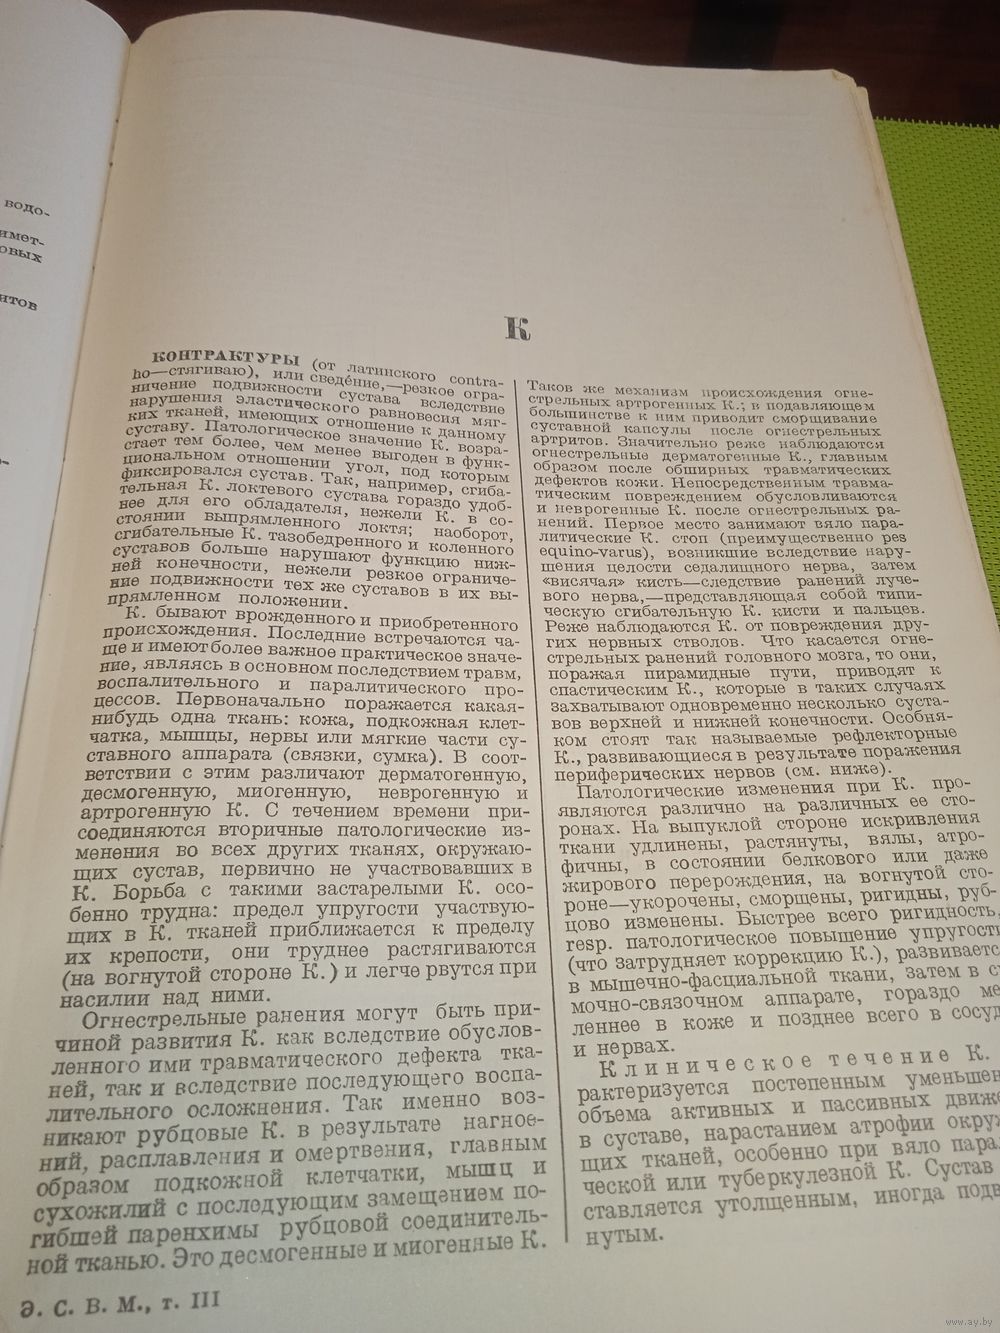 водо-
имет-
овых
итов
К
КОНТРАКТУРЫ (от латинского contra-
ho—стягиваю), или сведе́ние,—резкое огра-
ничение подвижности сустава вследствие
нарушения эластического равновесия мяг-
ких тканей, имеющих отношение к данному
суставу. Патологическое значение К. возра-
стает тем более, чем менее выгоден в функ-
циональном отношении угол, под которым
фиксировался сустав. Так, например, сгиба-
тельная К. локтевого сустава гораздо удоб-
нее для его обладателя, нежели К. в со-
стоянии выпрямленного локтя; наоборот,
сгибательные К. тазобедренного и коленного
суставов больше нарушают функцию ниж-
ней конечности, нежели резкое ограниче-
ние подвижности тех же суставов в их вы-
прямленном положении.
К. бывают врожденного и приобретенного
происхождения. Последние встречаются ча-
ще и имеют более важное практическое значе-
ние, являясь в основном последствием травм,
воспалительного и паралитического про-
цессов. Первоначально поражается какая-
нибудь одна ткань: кожа, подкожная клет-
чатка, мышцы, нервы или мягкие части су-
ставного аппарата (связки, сумка). В соот-
ветствии с этим различают дерматогенную,
десмогенную, миогенную, неврогенную и
артрогенную К. С течением времени при-
соединяются вторичные патологические из-
менения во всех других тканях, окружаю-
щих сустав, первично не участвовавших в
К. Борьба с такими застарелыми К. осо-
бенно трудна: предел упругости участвую-
щих в К. тканей приближается к пределу
их крепости, они труднее растягиваются
(на вогнутой стороне К.) и легче рвутся при
насилии над ними.
Огнестрельные ранения могут быть при-
чиной развития К. как вследствие обуслов-
ленного ими травматического дефекта тка-
ней, так и вследствие последующего воспа-
лительного осложнения. Так именно воз-
никают рубцовые К. в результате нагное-
ний, расплавления и омертвения, главным
образом подкожной клетчатки, мышц и
сухожилий с последующим замещением по-
гибшей паренхимы рубцовой соединитель-
ной тканью. Это десмогенные и миогенные К.
Э. С. В. М., т. III
Таков же механизм происхождения огне-
стрельных артрогенных К.; в подавляющем
большинстве к ним приводит сморщивание
суставной капсулы после огнестрельных
артритов. Значительно реже наблюдаются
огнестрельные дерматогенные К., главным
образом после обширных травматических
дефектов кожи. Непосредственным травма-
тическим повреждением обусловливаются
и неврогенные К. после огнестрельных ра-
нений. Первое место занимают вяло пара-
литические К. стоп (преимущественно pes
equino-varus), возникшие вследствие нару-
шения целости седалищного нерва, затем
«висячая» кисть—следствие ранений луче-
вого нерва,—представляющая собой типи-
ческую сгибательную К. кисти и пальцев.
Реже наблюдаются К. от повреждения дру-
гих нервных стволов. Что касается огне-
стрельных ранений головного мозга, то они,
поражая пирамидные пути, приводят к
спастическим К., которые в таких случаях
захватывают одновременно несколько суста-
вов верхней и нижней конечности. Особня-
ком стоят так называемые рефлекторные
К., развивающиеся в результате поражения
периферических нервов (см. ниже).
Патологические изменения при К. про-
являются различно на различных ее сто-
ронах. На выпуклой стороне искривления
ткани удлинены, растянуты, вялы, атро-
фичны, в состоянии белкового или даже
жирового перерождения, на вогнутой сто-
роне—укорочены, сморщены, ригидны, руб-
цово изменены. Быстрее всего ригидность,
resp. патологическое повышение упругости
(что затрудняет коррекцию К.), развивается
в мышечно-фасциальной ткани, затем в су
мочно-связочном аппарате, гораздо мед
леннее в коже и позднее всего в сосуд
и нервах.
Клиническое течение К.
рактеризуется постепенным уменьшен
объема активных и пассивных движе
в суставе, нарастанием атрофии окруж
щих тканей, особенно при вяло парал
ческой или туберкулезной К. Сустав
ставляется утолщенным, иногда подв
нутым.
www.ay.by